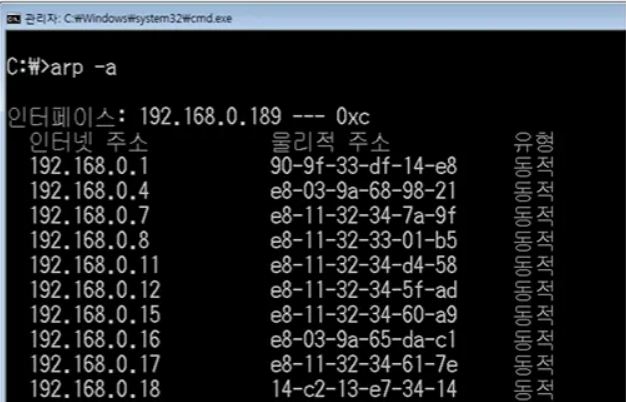 관리자: C:₩Windows₩system32₩cmd.exe
C:₩>arp -a
인터페이스: 192.168.0.189 --- 0xc
인터넷 주소 물리적 주소 유형
192.168.0.1 90-9f-33-df-14-e8 동적
192.168.0.4 e8-03-9a-68-98-21 동적
192.168.0.7 e8-11-32-34-7a-9f 동적
192.168.0.8 e8-11-32-33-01-b5 동적
192.168.0.11 e8-11-32-34-d4-58 동적
192.168.0.12 e8-11-32-34-5f-ad 동적
192.168.0.15 e8-11-32-34-60-a9 동적
192.168.0.16 e8-03-9a-65-da-c1 동적
192.168.0.17 e8-11-32-34-61-7e 동적
192.168.0.18 14-c2-13-e7-34-14 동적